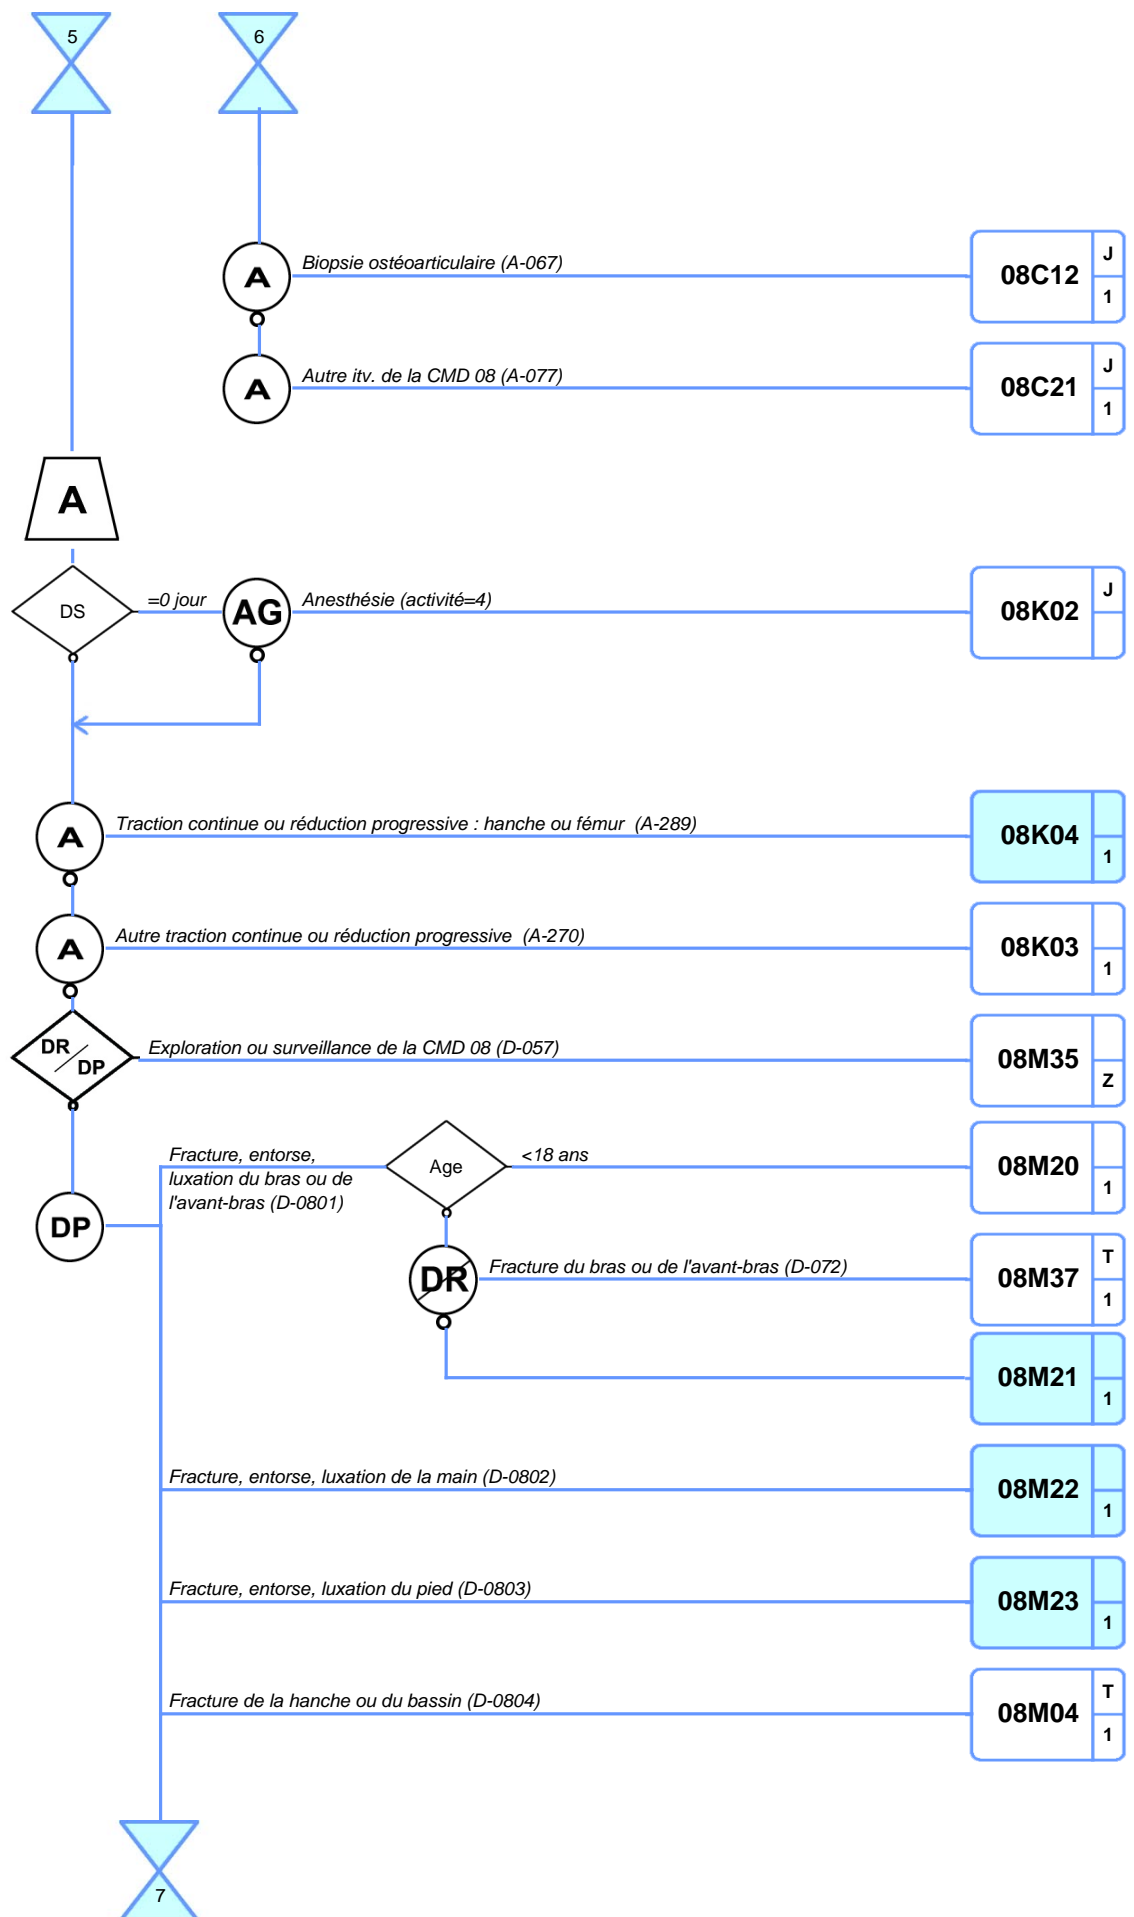 5
6
A
Biopsie ostéoarticulaire (A-067)
08C12
J
1
A
Autre itv. de la CMD 08 (A-077)
08C21
J
1
A
DS
=0 jour
AG
Anesthésie (activité=4)
08K02
J
A
Traction continue ou réduction progressive : hanche ou fémur (A-289)
08K04
1
A
Autre traction continue ou réduction progressive (A-270)
08K03
1
DR
DP
Exploration ou surveillance de la CMD 08 (D-057)
08M35
Z
DP
Fracture, entorse,
luxation du bras ou de
l'avant-bras (D-0801)
Age
<18 ans
08M20
1
DR
Fracture du bras ou de l'avant-bras (D-072)
08M37
T
1
08M21
1
Fracture, entorse, luxation de la main (D-0802)
08M22
1
Fracture, entorse, luxation du pied (D-0803)
08M23
1
Fracture de la hanche ou du bassin (D-0804)
08M04
T
1
7